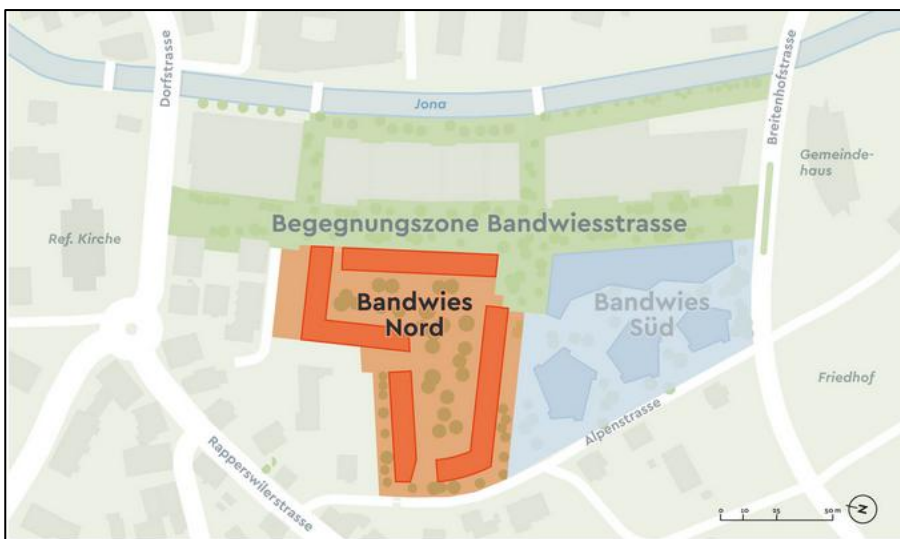 Dorfstrasse
Jona
Breitenhofstrasse
Gemeinde-
haus
Begegnungszone Bandwiesstrasse
Ref. Kirche
Bandwies
Nord
Bandwies
Süd
Friedhof
Alpenstrasse
Rapperswilerstrasse
0 10 25 50 m
N